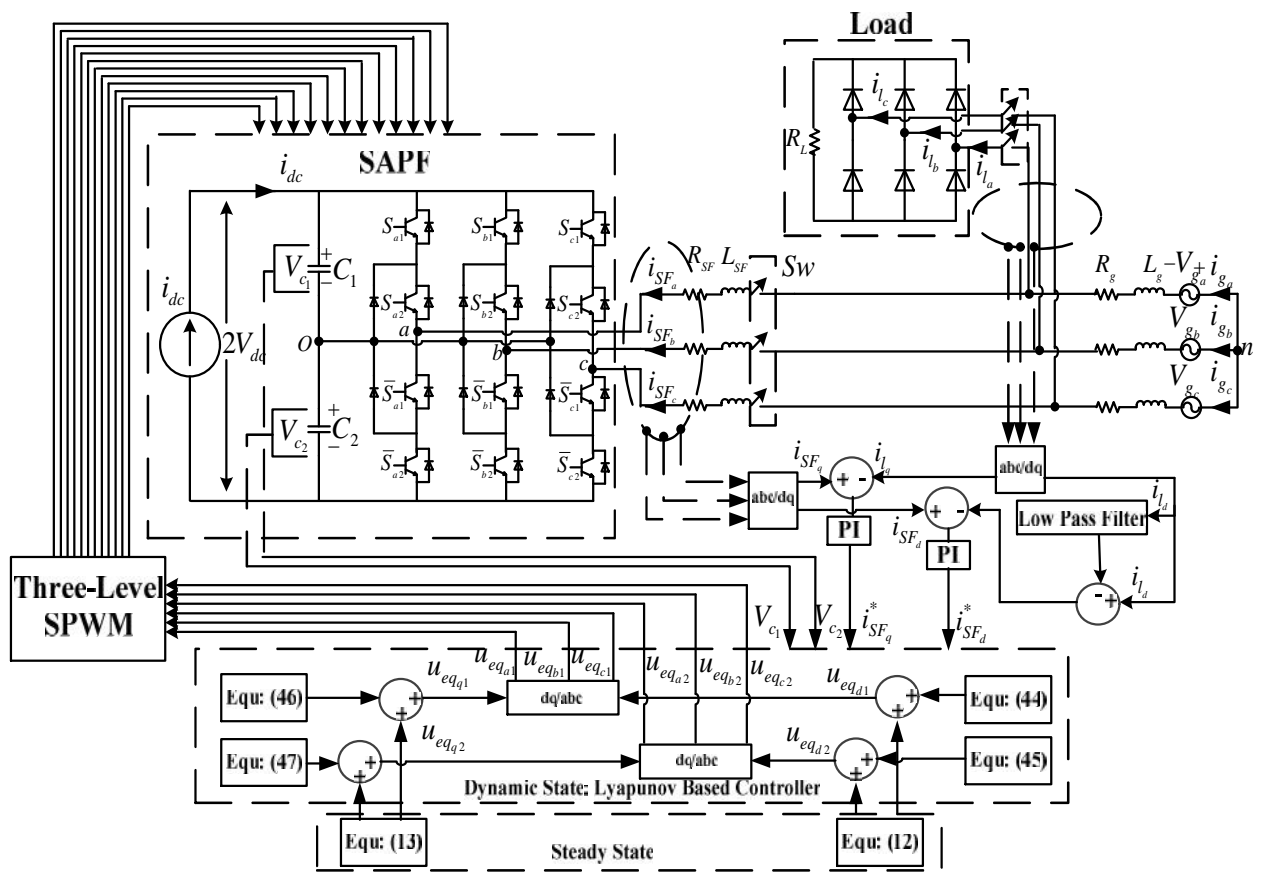 Load
SAPF
i_dc
i_dc
2V_dc
V_c1
C_1
V_c2
C_2
O
S_a1
S_b1
S_c1
S_a2
S_b2
S_c2
S̅_a1
S̅_b1
S̅_c1
S̅_a2
S̅_b2
S̅_c2
a
b
c
R_L
i_lc
i_lb
i_la
i_SFa
i_SFb
i_SFc
R_SF
L_SF
Sw
R_g
L_g
-V_ga+
i_ga
V_gb
i_gb
V_gc
i_gc
n
abc/dq
i_SFq
+ -
i_lq
abc/dq
i_SFd
+ -
i_ld
Low Pass Filter
PI
PI
- +
i_ld
Three-Level
SPWM
V_c1
V_c2
i*_SFq
i*_SFd
u_eqa1
u_eqb1
u_eqc1
u_eqa2
u_eqb2
u_eqc2
Equ: (46)
+ +
u_eqq1
dq/abc
u_eqd1
+ +
Equ: (44)
Equ: (47)
+ +
u_eqq2
dq/abc
u_eqd2
+ +
Equ: (45)
Dynamic State: Lyapunov Based Controller
Equ: (13)
Steady State
Equ: (12)